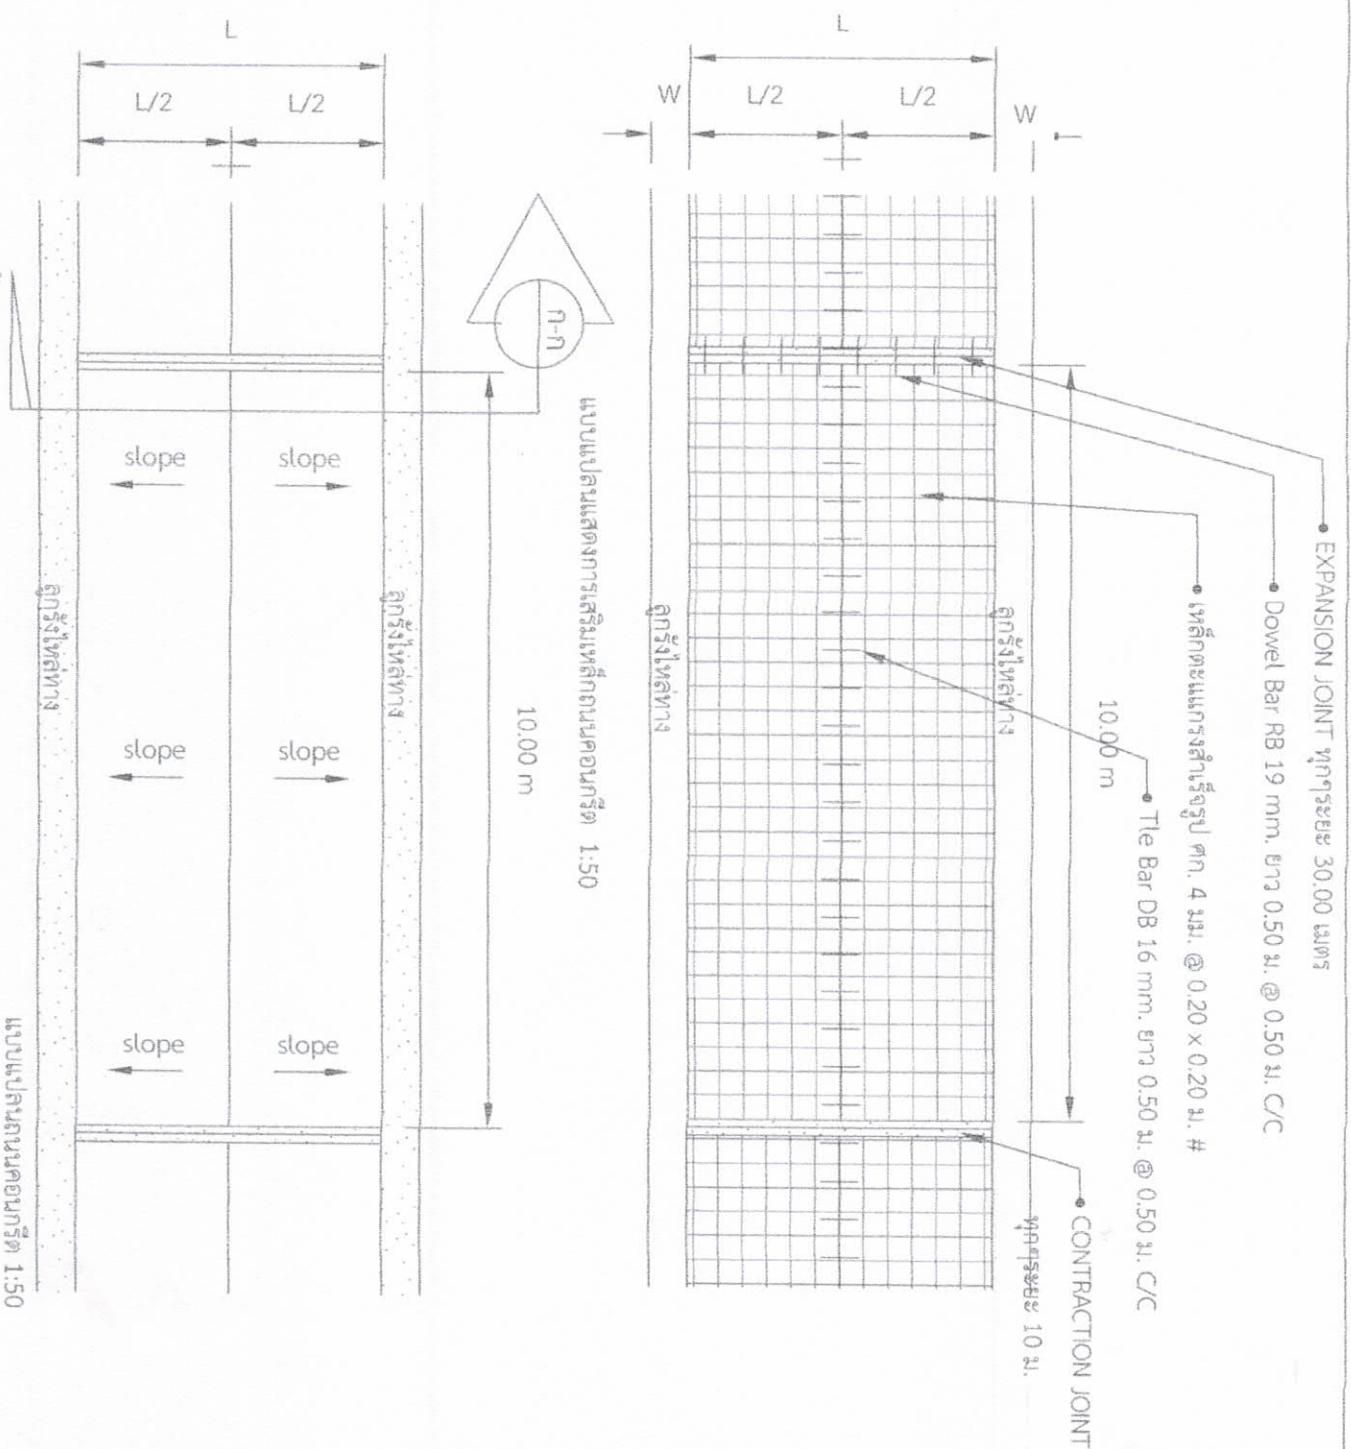 EXPANSION JOINT ทุกๆระยะ 30.00 เมตร
Dowel Bar RB 19 mm. ยาว 0.50 ม. @ 0.50 ม. C/C
เหล็กตะแกรงสำเร็จรูป ศก. 4 มม. @ 0.20 x 0.20 ม. #
Tie Bar DB 16 mm. ยาว 0.50 ม. @ 0.50 ม. C/C
CONTRACTION JOINT
ทุกๆระยะ 10 ม.
10.00 m
W
ลูกรังไหล่ทาง
L
L/2
L/2
W
ลูกรังไหล่ทาง
แบบแปลนแสดงการเสริมเหล็กถนนคอนกรีต 1:50
ก-ก
10.00 m
ลูกรังไหล่ทาง
L
L/2
L/2
slope
slope
slope
slope
slope
slope
ลูกรังไหล่ทาง
แบบแปลนถนนคอนกรีต 1:50